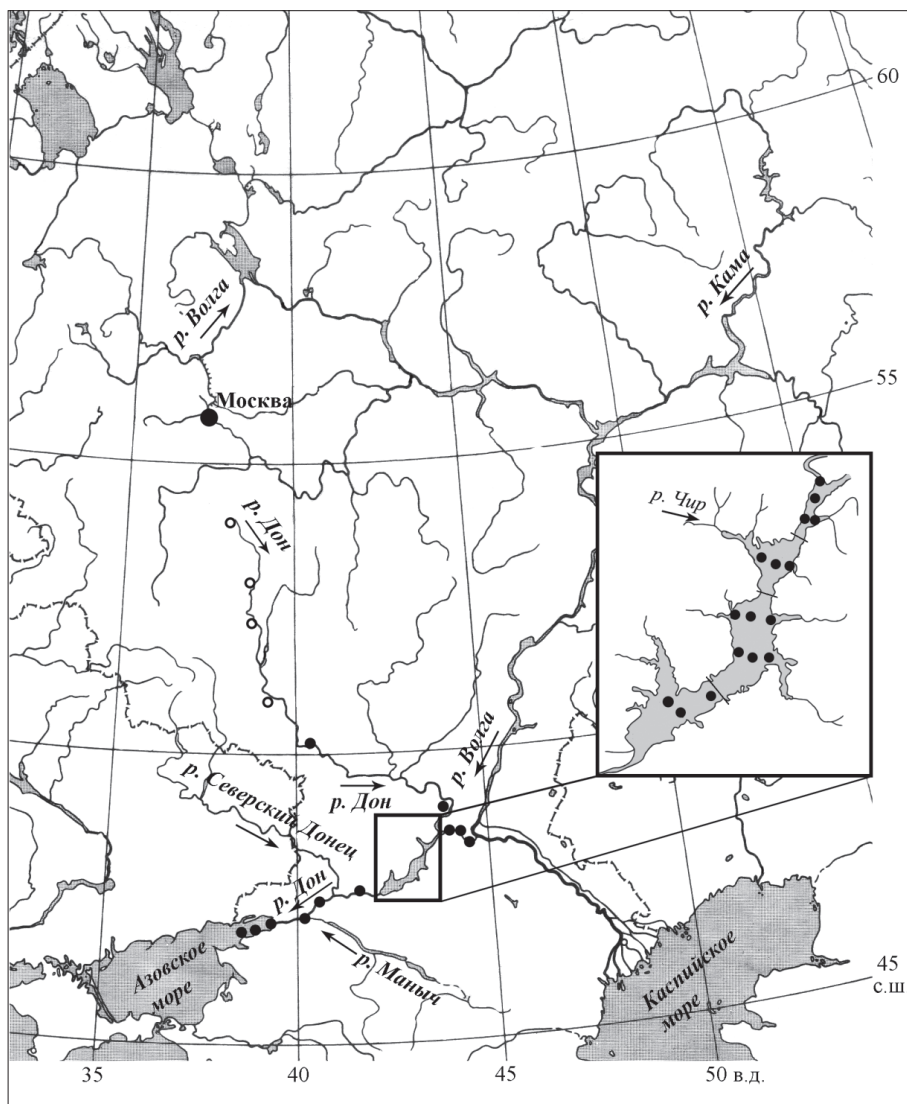 60
р. Кама
р. Волга
55
Москва
р. Чир
р. Дон
р. Волга
р. Северский Донец
р. Дон
р. Дон
Азовское
море
р. Маныч
Каспийское
море
45
с.ш
35
40
45
50 в.д.